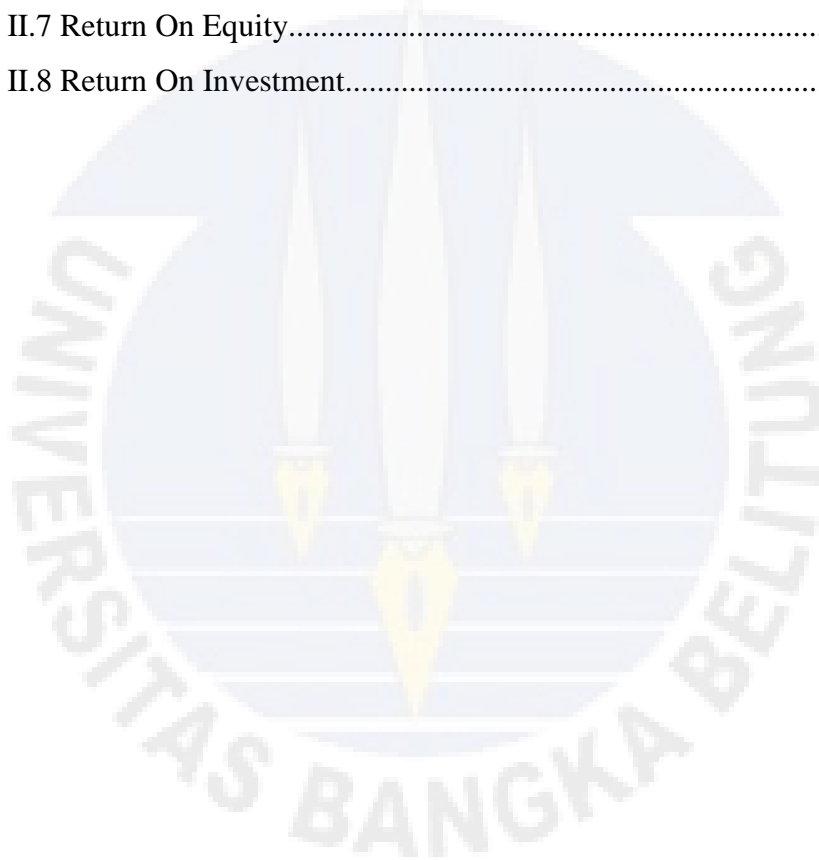 II.7 Return On Equity...............................................................
II.8 Return On Investment........................................................
UNIVERSITAS BANGKA BELITUNG